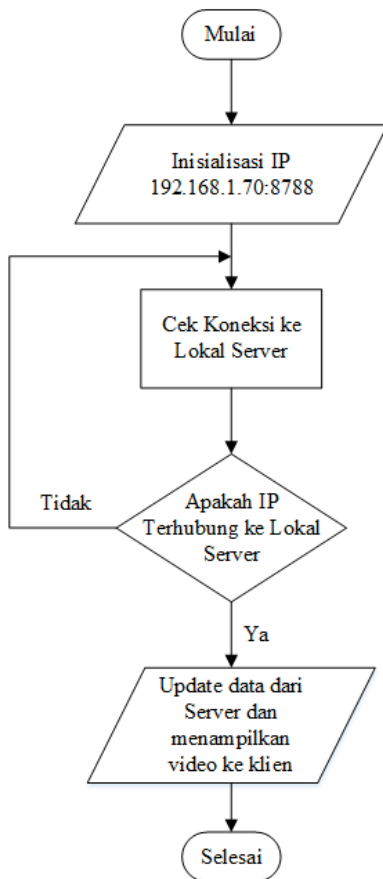 Mulai
Inisialisasi IP
192.168.1.70:8788
Cek Koneksi ke
Lokal Server
Apakah IP
Terhubung ke Lokal
Server
Tidak
Ya
Update data dari
Server dan
menampilkan
video ke klien
Selesai